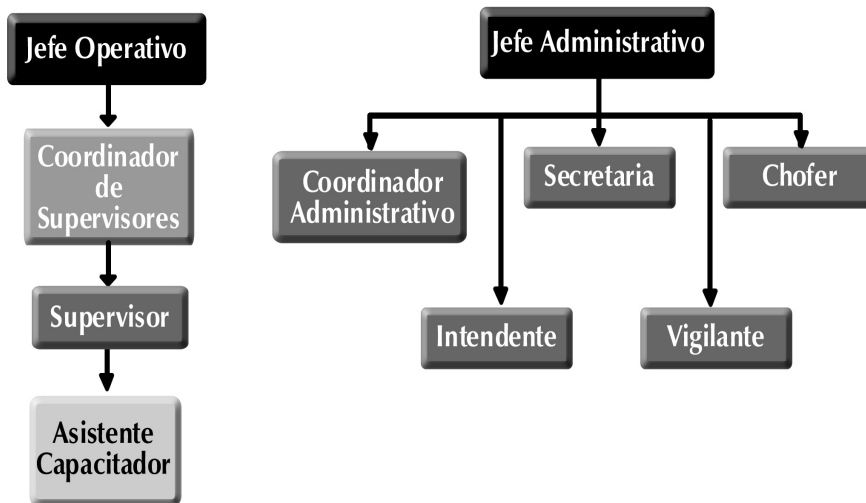 Jefe Operativo
Coordinador
de
Supervisores
Supervisor
Asistente
Capacitador
Jefe Administrativo
Coordinador
Administrativo
Secretaria
Chofer
Intendente
Vigilante